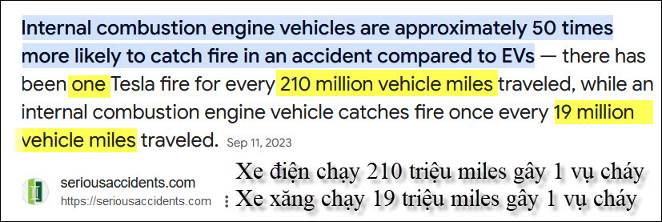 Internal combustion engine vehicles are approximately 50 times
more likely to catch fire in an accident compared to EVs — there has
been one Tesla fire for every 210 million vehicle miles traveled, while an
internal combustion engine vehicle catches fire once every 19 million
vehicle miles traveled. Sep 11, 2023
Xe điện chạy 210 triệu miles gây 1 vụ cháy
Xe xăng chạy 19 triệu miles gây 1 vụ cháy
seriousaccidents.com
https://seriousaccidents.com